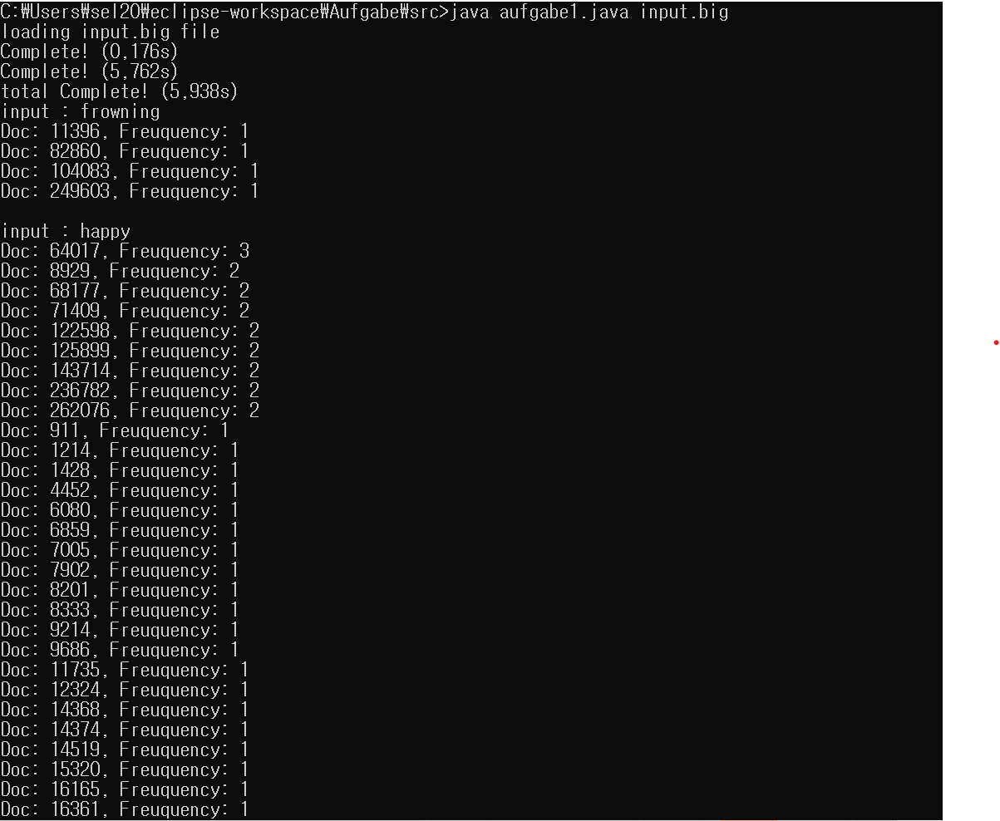 C:₩Users₩sel20₩eclipse-workspace₩Aufgabe₩src>java aufgabe1.java input.big
loading input.big file
Complete! (0,176s)
Complete! (5,762s)
total Complete! (5,938s)
input : frowning
Doc: 11396, Freuquency: 1
Doc: 82860, Freuquency: 1
Doc: 104083, Freuquency: 1
Doc: 249603, Freuquency: 1
input : happy
Doc: 64017, Freuquency: 3
Doc: 8929, Freuquency: 2
Doc: 68177, Freuquency: 2
Doc: 71409, Freuquency: 2
Doc: 122598, Freuquency: 2
Doc: 125899, Freuquency: 2
Doc: 143714, Freuquency: 2
Doc: 236782, Freuquency: 2
Doc: 262076, Freuquency: 2
Doc: 911, Freuquency: 1
Doc: 1214, Freuquency: 1
Doc: 1428, Freuquency: 1
Doc: 4452, Freuquency: 1
Doc: 6080, Freuquency: 1
Doc: 6859, Freuquency: 1
Doc: 7005, Freuquency: 1
Doc: 7902, Freuquency: 1
Doc: 8201, Freuquency: 1
Doc: 8333, Freuquency: 1
Doc: 9214, Freuquency: 1
Doc: 9686, Freuquency: 1
Doc: 11735, Freuquency: 1
Doc: 12324, Freuquency: 1
Doc: 14368, Freuquency: 1
Doc: 14374, Freuquency: 1
Doc: 14519, Freuquency: 1
Doc: 15320, Freuquency: 1
Doc: 16165, Freuquency: 1
Doc: 16361, Freuquency: 1